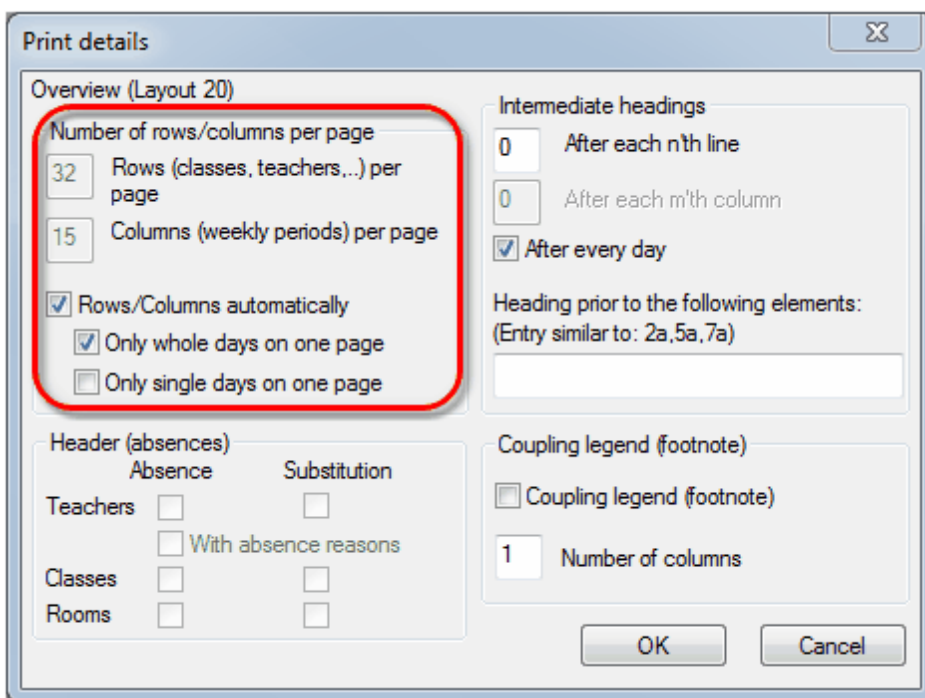 Print details
Overview (Layout 20)
Number of rows/columns per page
32 Rows (classes, teachers,..) per
page
15 Columns (weekly periods) per page
Rows/Columns automatically
Only whole days on one page
Only single days on one page
Intermediate headings
0 After each n'th line
0 After each m'th column
After every day
Heading prior to the following elements:
(Entry similar to: 2a,5a,7a)
Header (absences)
Absence Substitution
Teachers
With absence reasons
Classes
Rooms
Coupling legend (footnote)
Coupling legend (footnote)
1 Number of columns
OK Cancel